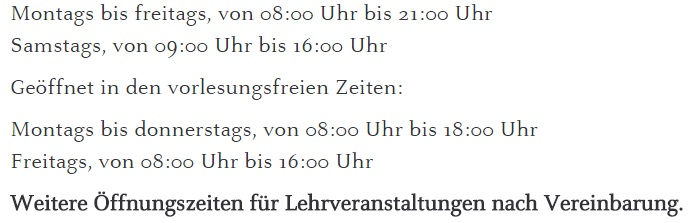 Montags bis freitags, von 08:00 Uhr bis 21:00 Uhr
Samstags, von 09:00 Uhr bis 16:00 Uhr
Geöffnet in den vorlesungsfreien Zeiten:
Montags bis donnerstags, von 08:00 Uhr bis 18:00 Uhr
Freitags, von 08:00 Uhr bis 16:00 Uhr
Weitere Öffnungszeiten für Lehrveranstaltungen nach Vereinbarung.